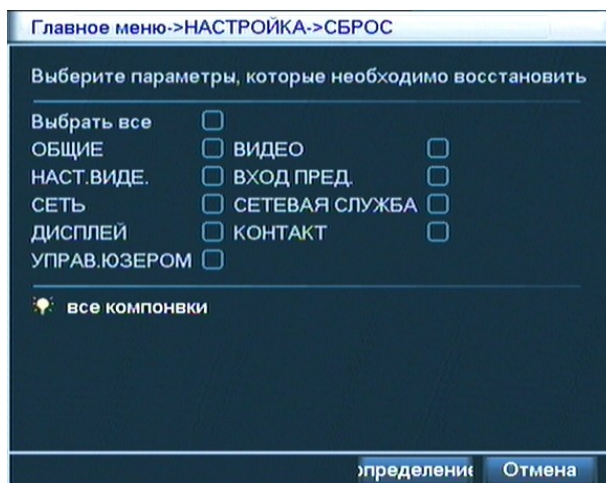 Главное меню->НАСТРОЙКА->СБРОС
Выберите параметры, которые необходимо восстановить
Выбрать все
ОБЩИЕ ВИДЕО
НАСТ.ВИДЕ. ВХОД ПРЕД.
СЕТЬ СЕТЕВАЯ СЛУЖБА
ДИСПЛЕЙ КОНТАКТ
УПРАВ.ЮЗЕРОМ
все компонвки
определение Отмена